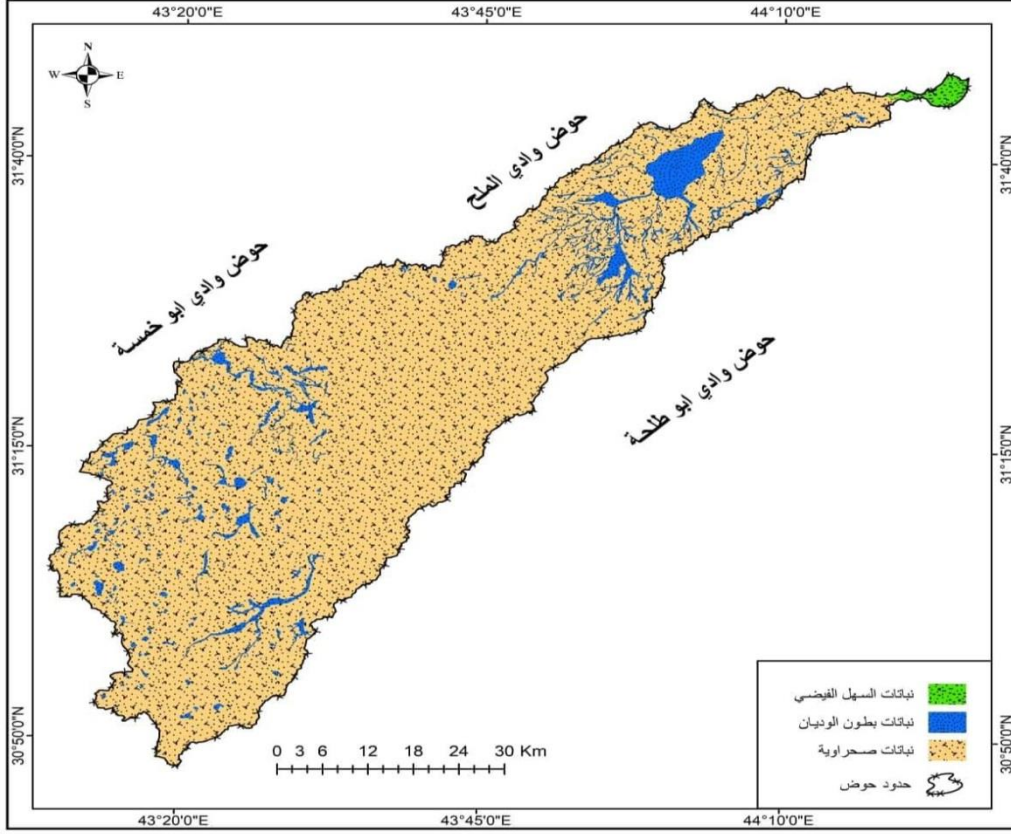 43°20'0"E
43°45'0"E
44°10'0"E
N
W
E
S
31°40'0"N
31°40'0"N
حوض وادي الملح
حوض وادي ابو خمسة
حوض وادي ابو طلحة
31°15'0"N
31°15'0"N
نباتات السهل الفيضي
نباتات بطون الوديان
نباتات صحراوية
حدود حوض
30°50'0"N
30°50'0"N
0 3 6 12 18 24 30 Km
43°20'0"E
43°45'0"E
44°10'0"E